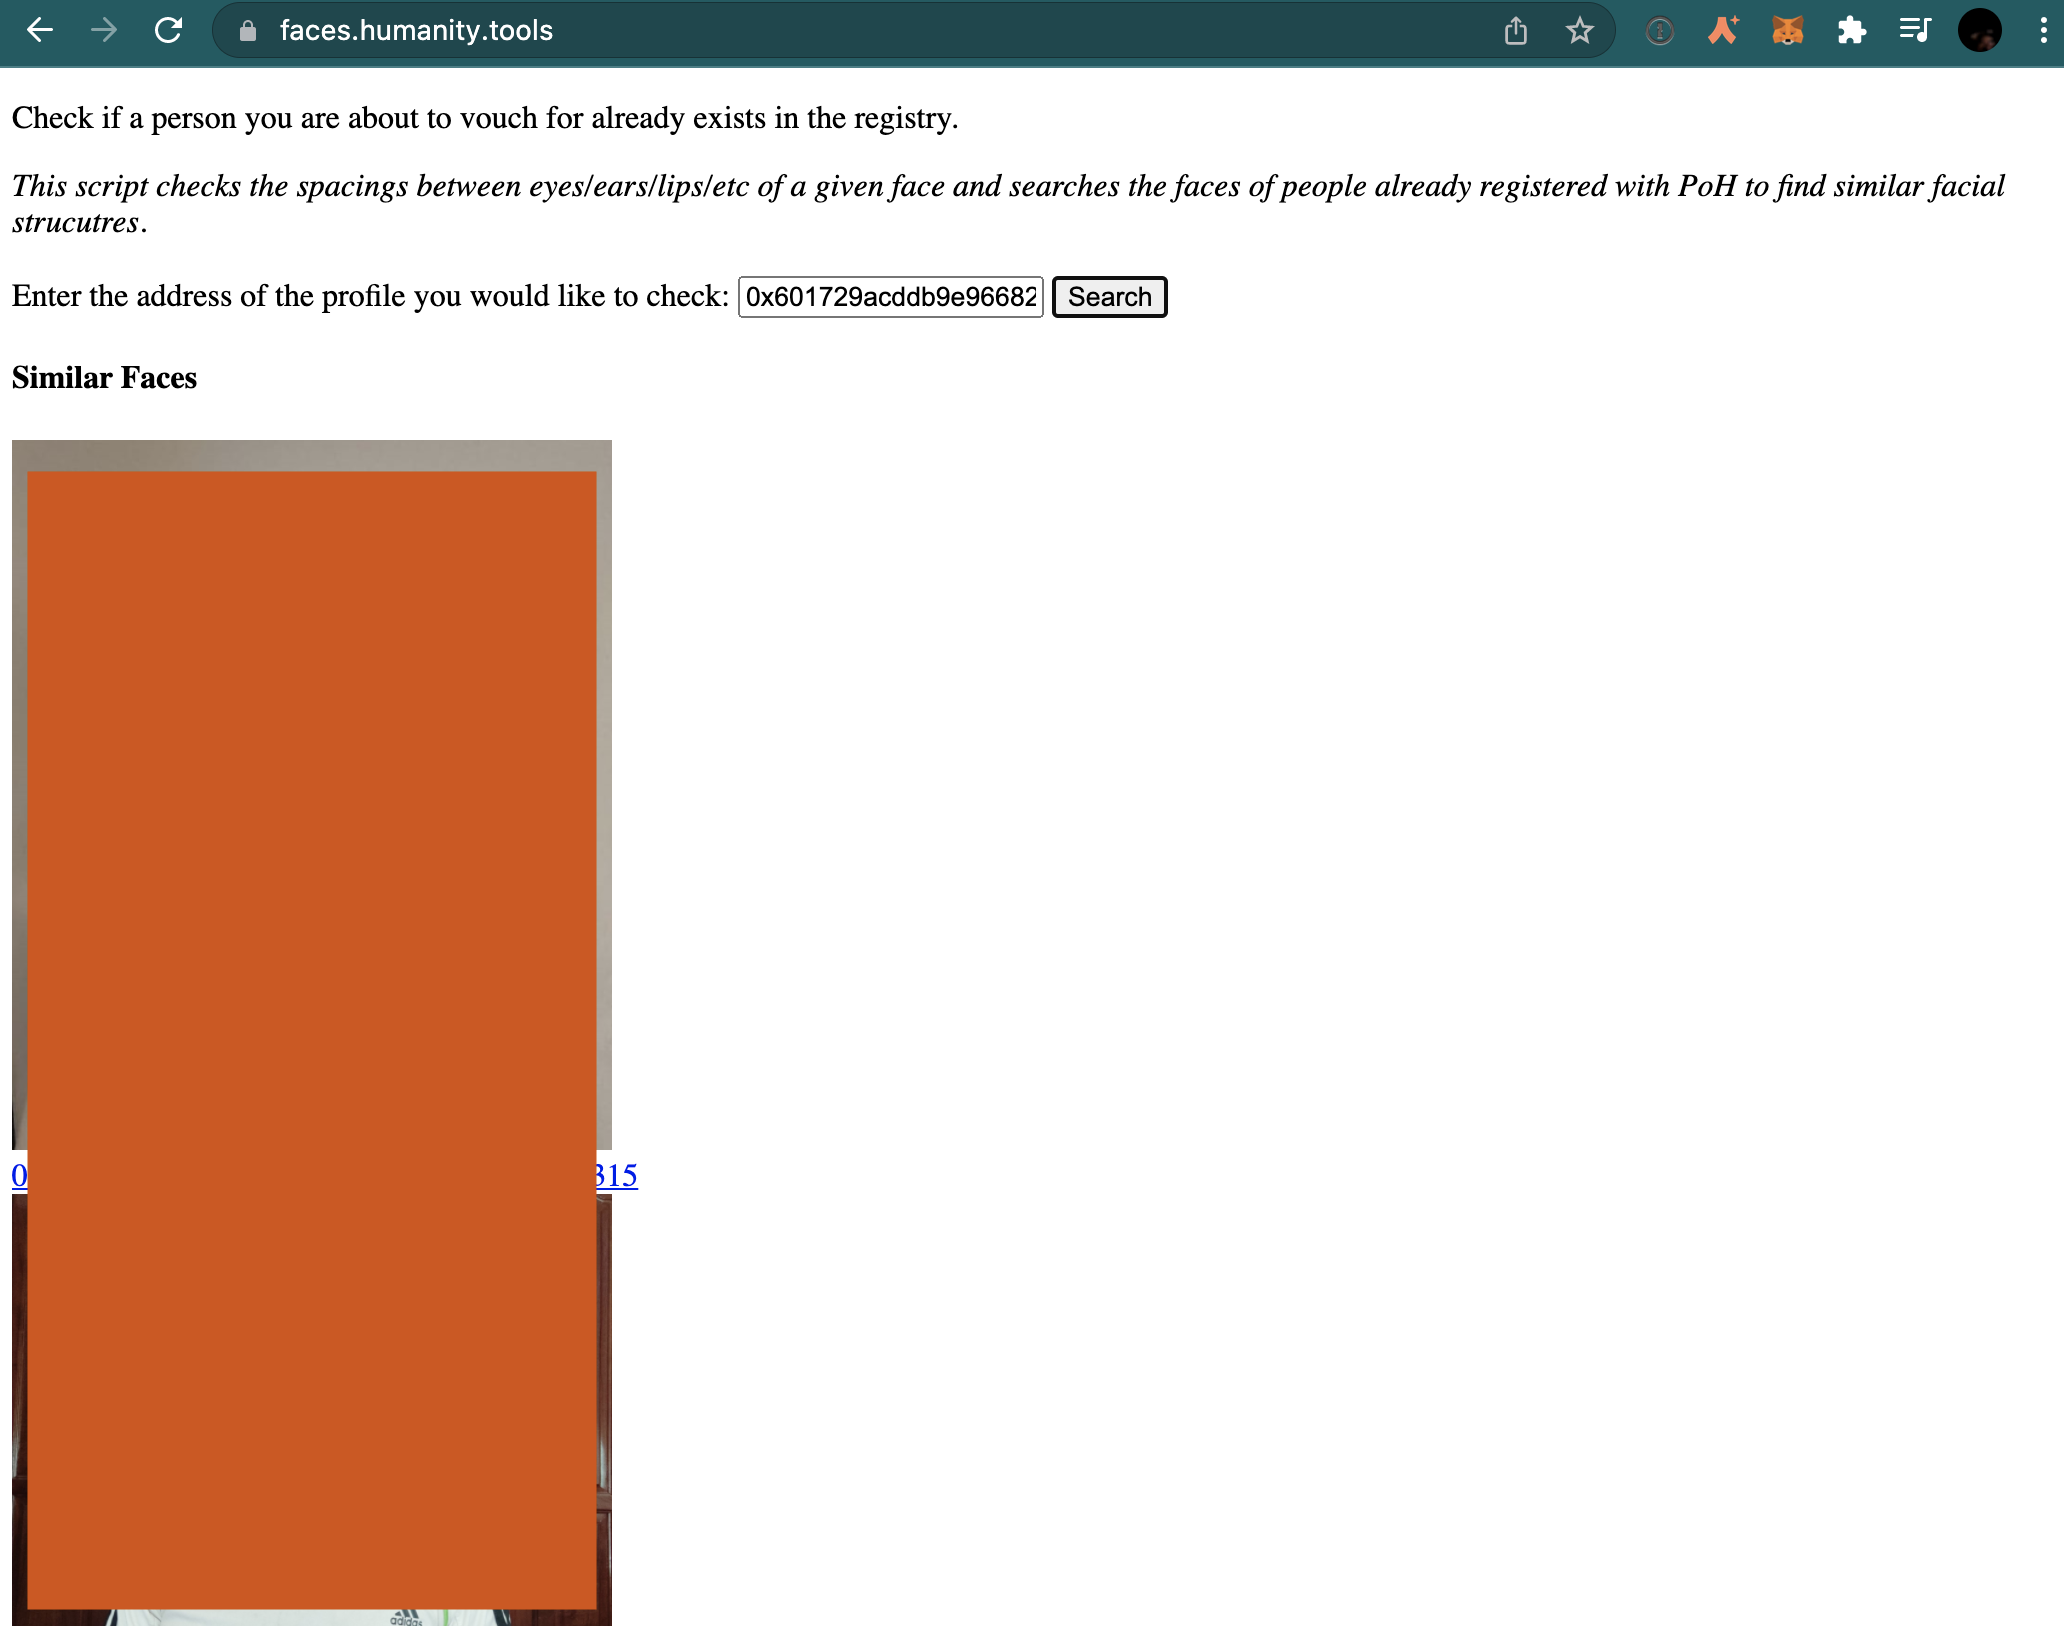 faces.humanity.tools
Check if a person you are about to vouch for already exists in the registry.
This script checks the spacings between eyes/ears/lips/etc of a given face and searches the faces of people already registered with PoH to find similar facial
strucutres.
Enter the address of the profile you would like to check: 0x601729acddb9e96682 Search
Similar Faces
0 315
adidas